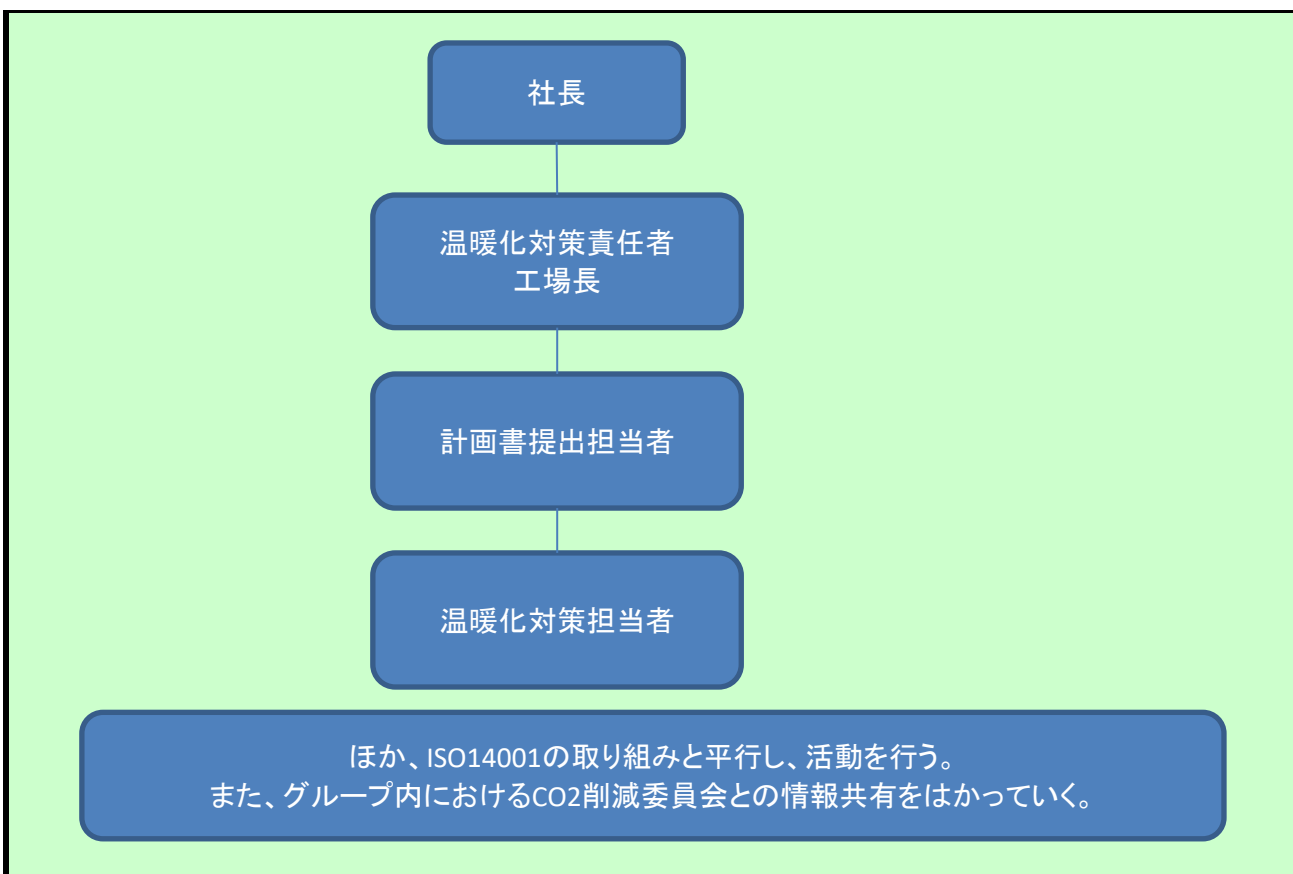 社長
温暖化対策責任者
工場長
計画書提出担当者
温暖化対策担当者
ほか、ISO14001の取り組みと平行し、活動を行う。
また、グループ内におけるCO2削減委員会との情報共有をはかっていく。